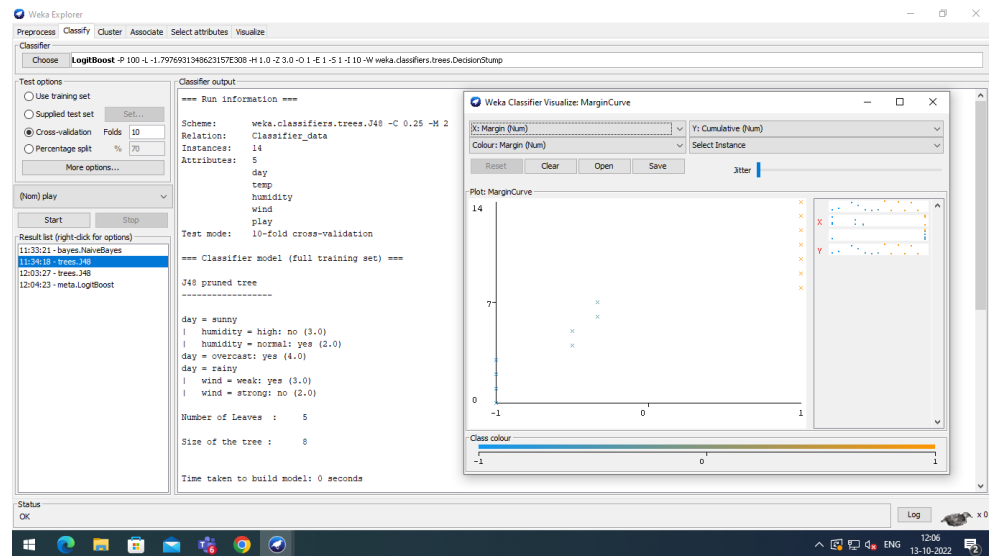 Weka Explorer
Preprocess Classify Cluster Associate Select attributes Visualize
Classifier
Choose LogitBoost -P 100 -L -1.7976931348623157E308 -H 1.0 -Z 3.0 -O 1 -E 1 -S 1 -I 10 -W weka.classifiers.trees.DecisionStump
Test options
Use training set
Supplied test set Set...
Cross-validation Folds 10
Percentage split % 70
More options...
(Nom) play
Start Stop
Result list (right-click for options)
11:33:21 - bayes.NaiveBayes
11:34:18 - trees.J48
12:03:27 - trees.J48
12:04:23 - meta.LogitBoost
Classifier output
=== Run information ===
Scheme: weka.classifiers.trees.J48 -C 0.25 -M 2
Relation: Classifier_data
Instances: 14
Attributes: 5
day
temp
humidity
wind
play
Test mode: 10-fold cross-validation
=== Classifier model (full training set) ===
J48 pruned tree
------------------
day = sunny
| humidity = high: no (3.0)
| humidity = normal: yes (2.0)
day = overcast: yes (4.0)
day = rainy
| wind = weak: yes (3.0)
| wind = strong: no (2.0)
Number of Leaves : 5
Size of the tree : 8
Time taken to build model: 0 seconds
Weka Classifier Visualize: MarginCurve
X: Margin (Num) Y: Cumulative (Num)
Colour: Margin (Num) Select Instance
Reset Clear Open Save Jitter
Plot: MarginCurve
14
7
0
-1 0 1
X
Y
Class colour
-1 0 1
Status
OK
Log x 0
ENG 12:06
13-10-2022
2